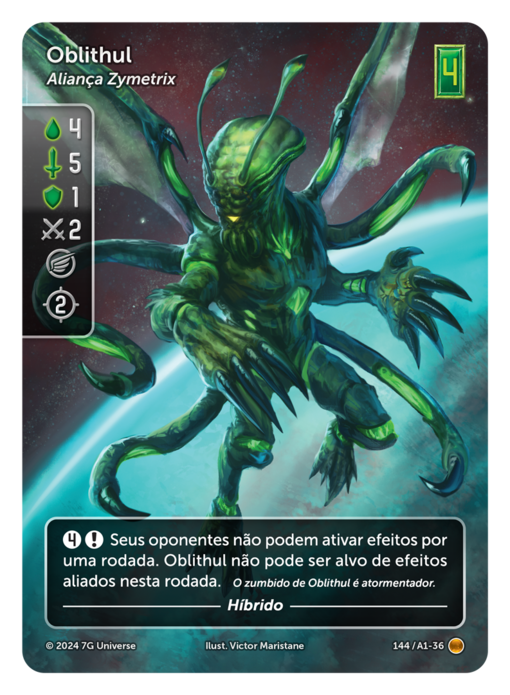 Oblithul
Aliança Zymetrix
4
4
5
1
2
2
4 ! Seus oponentes não podem ativar efeitos por
uma rodada. Oblithul não pode ser alvo de efeitos
aliados nesta rodada. O zumbido de Oblithul é atormentador.
Híbrido
© 2024 7G Universe Ilust. Victor Maristane 144 / A1-36